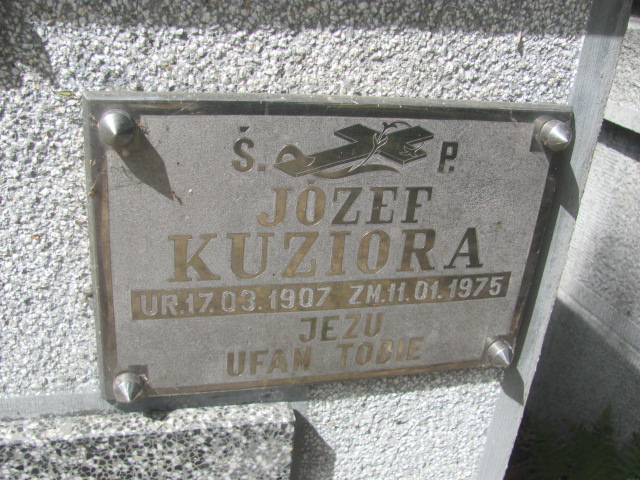 Ś. P.
JÓZEF
KUZIORA
UR.17.03.1907 ZM.11.01.1975
JEZU
UFAM TOBIE